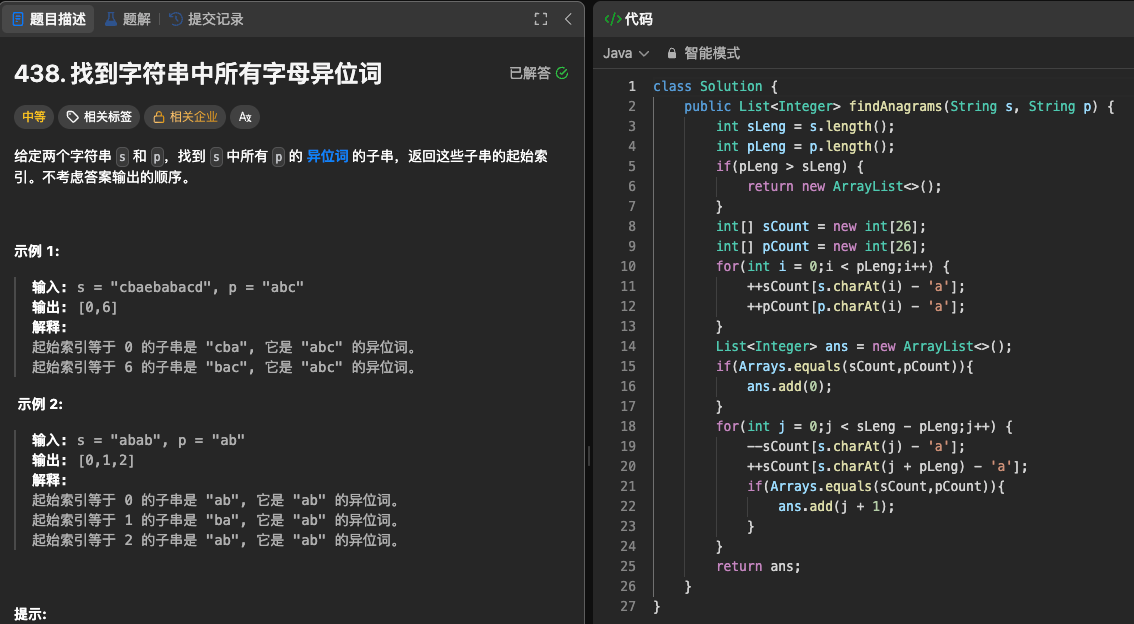 题目描述
题解
提交记录
438. 找到字符串中所有字母异位词
已解答
中等
相关标签
相关企业
给定两个字符串 s 和 p，找到 s 中所有 p 的 异位词 的子串，返回这些子串的起始索
引。不考虑答案输出的顺序。
示例 1:
输入: s = "cbaebabacd", p = "abc"
输出: [0,6]
解释:
起始索引等于 0 的子串是 "cba", 它是 "abc" 的异位词。
起始索引等于 6 的子串是 "bac", 它是 "abc" 的异位词。
示例 2:
输入: s = "abab", p = "ab"
输出: [0,1,2]
解释:
起始索引等于 0 的子串是 "ab", 它是 "ab" 的异位词。
起始索引等于 1 的子串是 "ba", 它是 "ab" 的异位词。
起始索引等于 2 的子串是 "ab", 它是 "ab" 的异位词。
提示:
</> 代码
Java 智能模式
1 class Solution {
2 public List<Integer> findAnagrams(String s, String p) {
3 int sLeng = s.length();
4 int pLeng = p.length();
5 if(pLeng > sLeng) {
6 return new ArrayList<>();
7 }
8 int[] sCount = new int[26];
9 int[] pCount = new int[26];
10 for(int i = 0;i < pLeng;i++) {
11 ++sCount[s.charAt(i) - 'a'];
12 ++pCount[p.charAt(i) - 'a'];
13 }
14 List<Integer> ans = new ArrayList<>();
15 if(Arrays.equals(sCount,pCount)){
16 ans.add(0);
17 }
18 for(int j = 0;j < sLeng - pLeng;j++) {
19 --sCount[s.charAt(j) - 'a'];
20 ++sCount[s.charAt(j + pLeng) - 'a'];
21 if(Arrays.equals(sCount,pCount)){
22 ans.add(j + 1);
23 }
24 }
25 return ans;
26 }
27 }